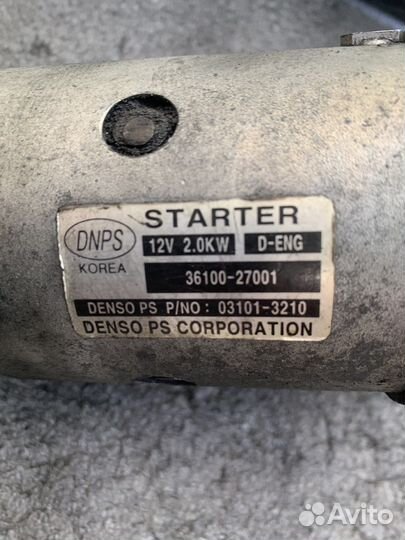 STARTER
DNPS
12V 2.0KW D-ENG
KOREA
36100-27001
DENSO PS P/NO: 03101-3210
DENSO PS CORPORATION
Avito